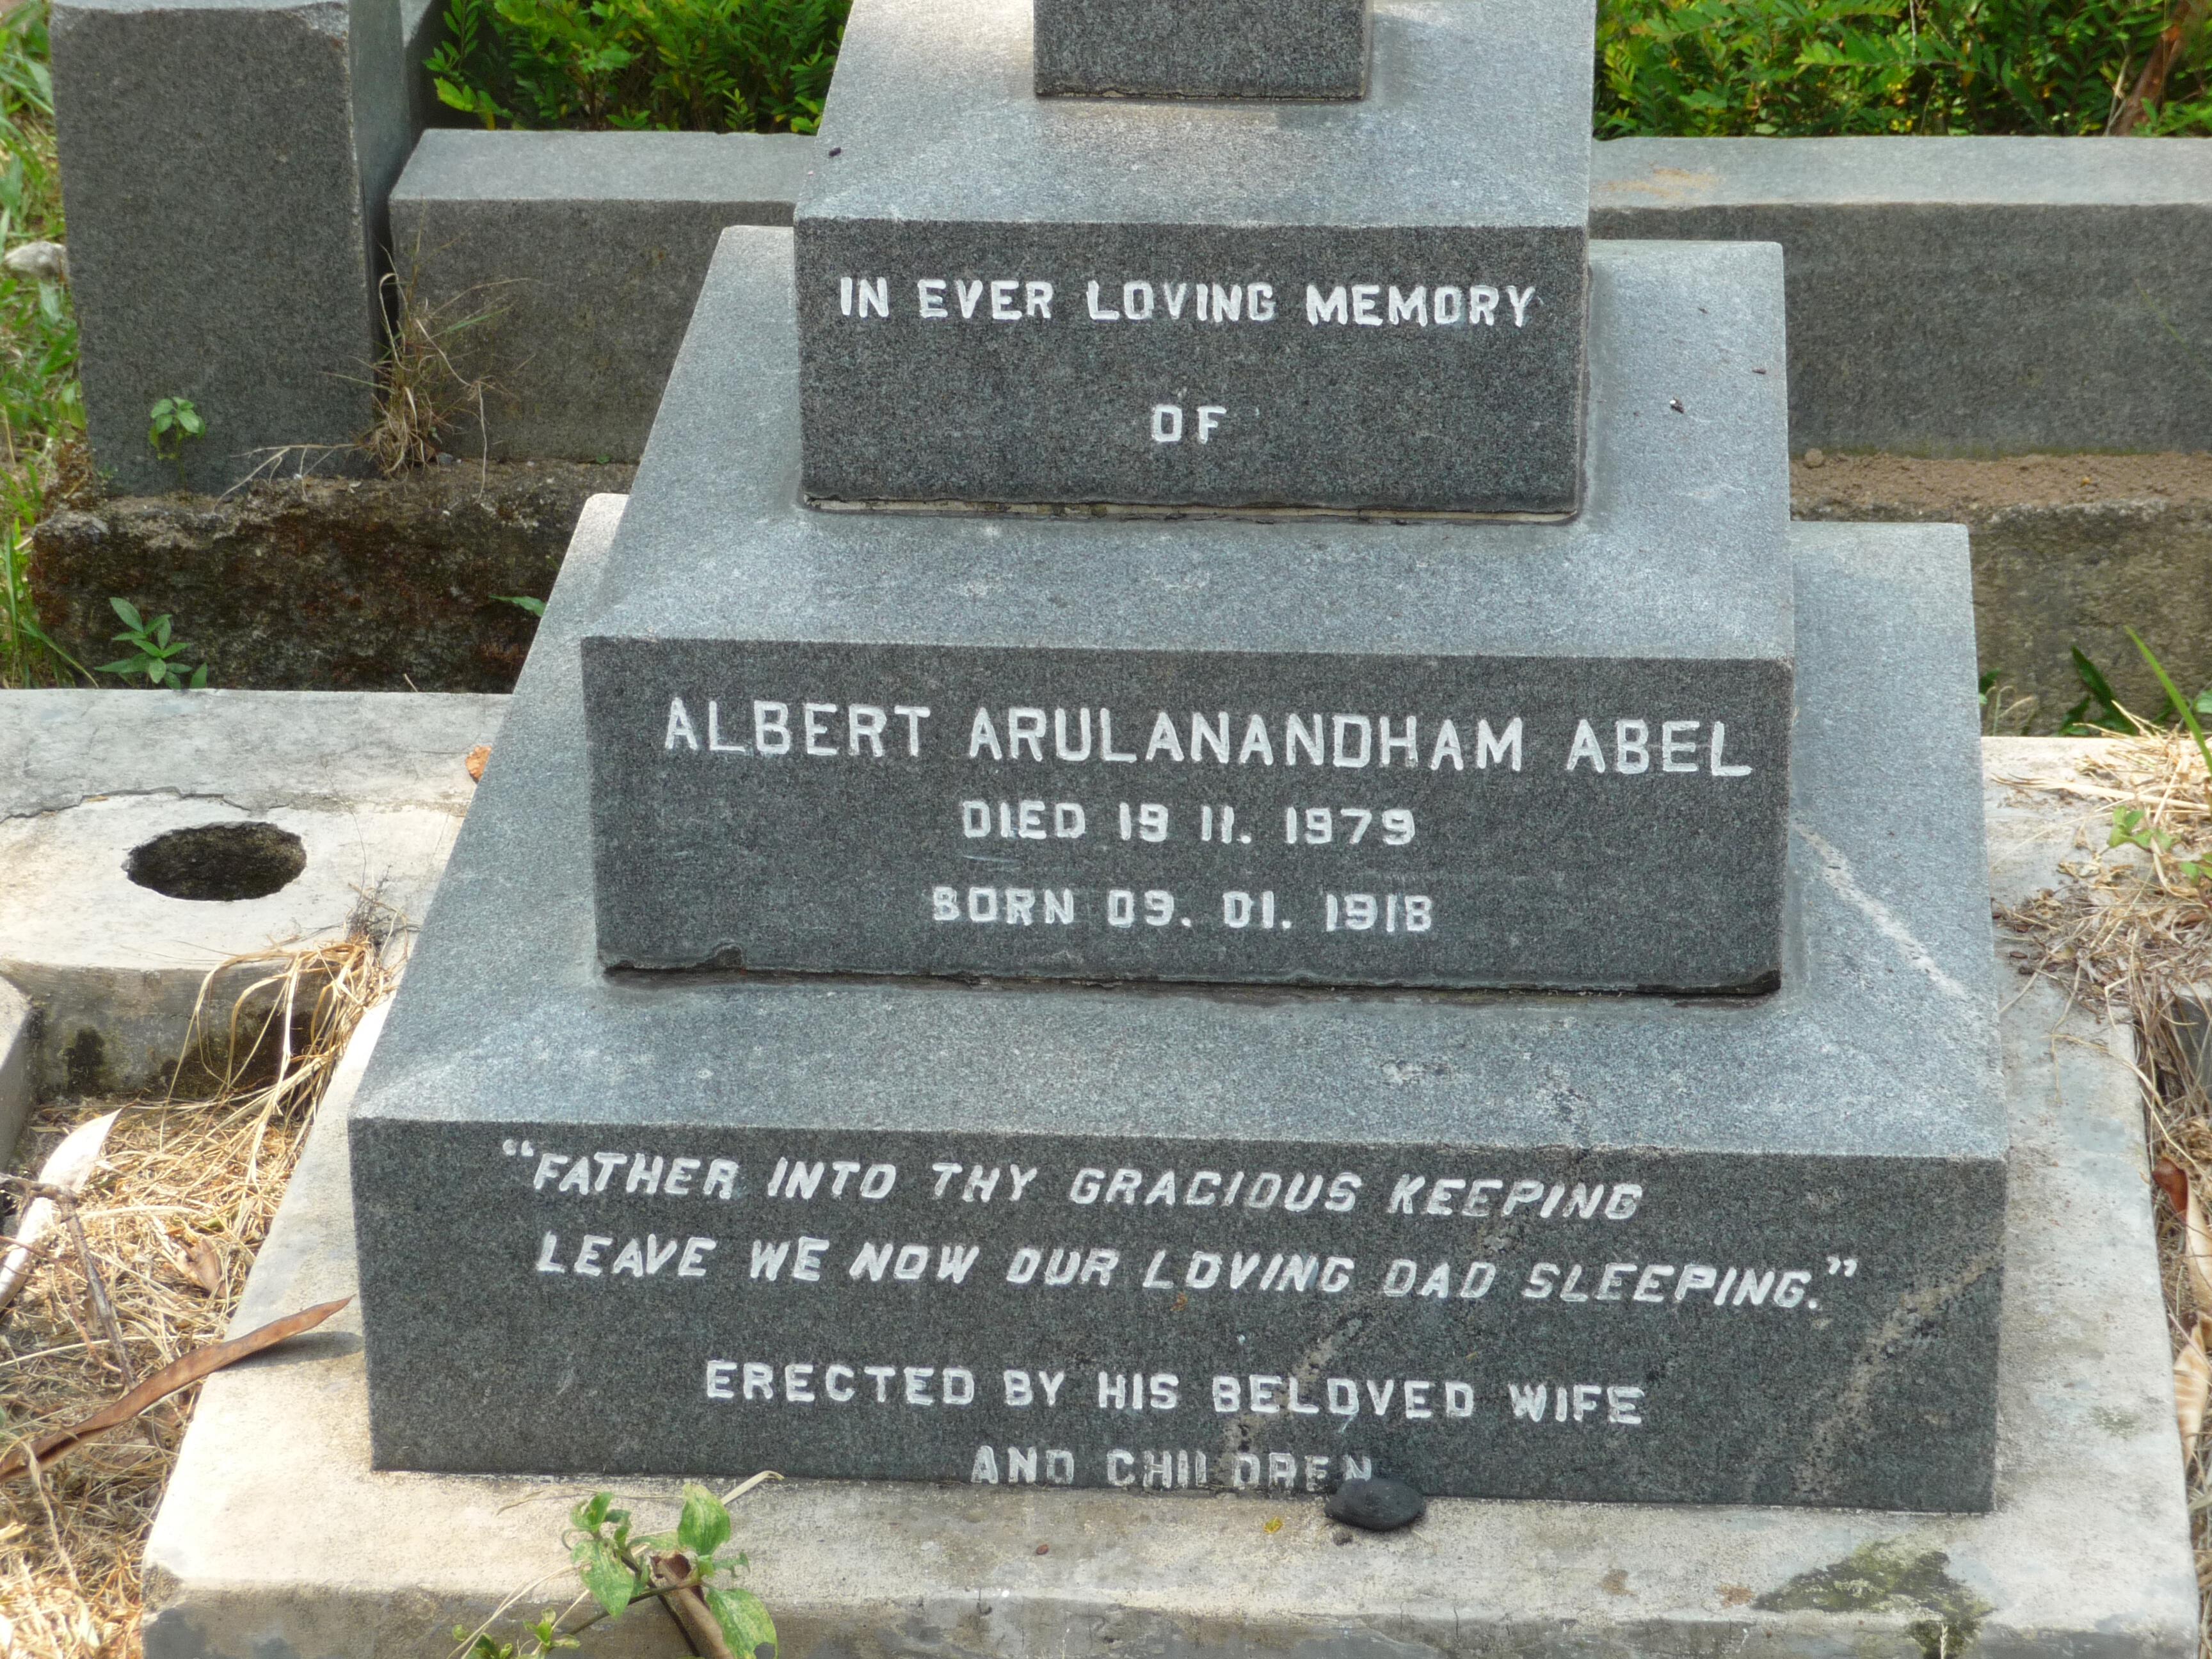 IN EVER LOVING MEMORY
OF
ALBERT ARULANANDHAM ABEL
DIED 19 11. 1979
BORN 09. 01. 1918
"FATHER INTO THY GRACIOUS KEEPING
LEAVE WE NOW OUR LOVING DAD SLEEPING."
ERECTED BY HIS BELOVED WIFE
AND CHILDREN